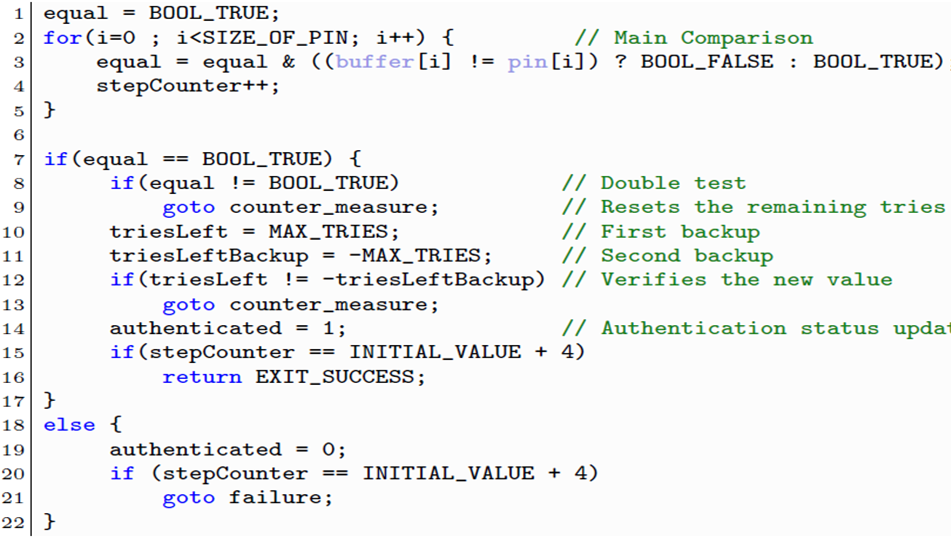 1 equal = BOOL_TRUE;
2 for(i=0 ; i<SIZE_OF_PIN; i++) { // Main Comparison
3 equal = equal & ((buffer[i] != pin[i]) ? BOOL_FALSE : BOOL_TRUE)
4 stepCounter++;
5 }
6
7 if(equal == BOOL_TRUE) {
8 if(equal != BOOL_TRUE) // Double test
9 goto counter_measure; // Resets the remaining tries
10 triesLeft = MAX_TRIES; // First backup
11 triesLeftBackup = -MAX_TRIES; // Second backup
12 if(triesLeft != -triesLeftBackup) // Verifies the new value
13 goto counter_measure;
14 authenticated = 1; // Authentication status updat
15 if(stepCounter == INITIAL_VALUE + 4)
16 return EXIT_SUCCESS;
17 }
18 else {
19 authenticated = 0;
20 if (stepCounter == INITIAL_VALUE + 4)
21 goto failure;
22 }